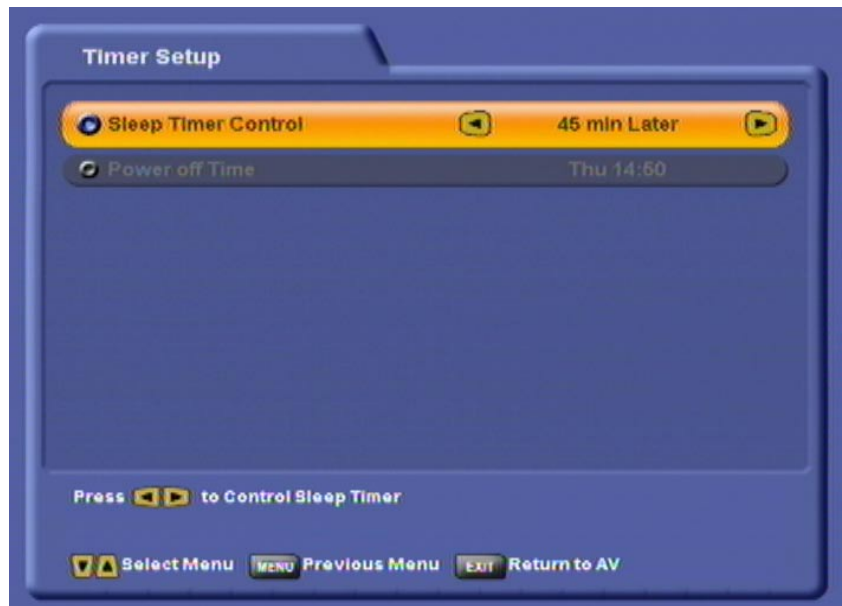 Timer Setup
Sleep Timer Control 45 min Later
Power off Time Thu 14:50
Press to Control Sleep Timer
Select Menu MENU Previous Menu EXIT Return to AV